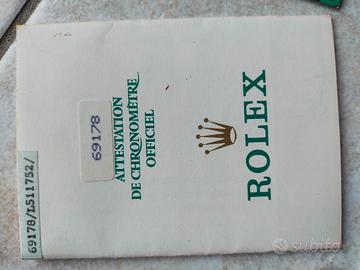 69178/L511752/
69178
ATTESTATION
DE CHRONOMÈTRE
OFFICIEL
ROLEX
subito